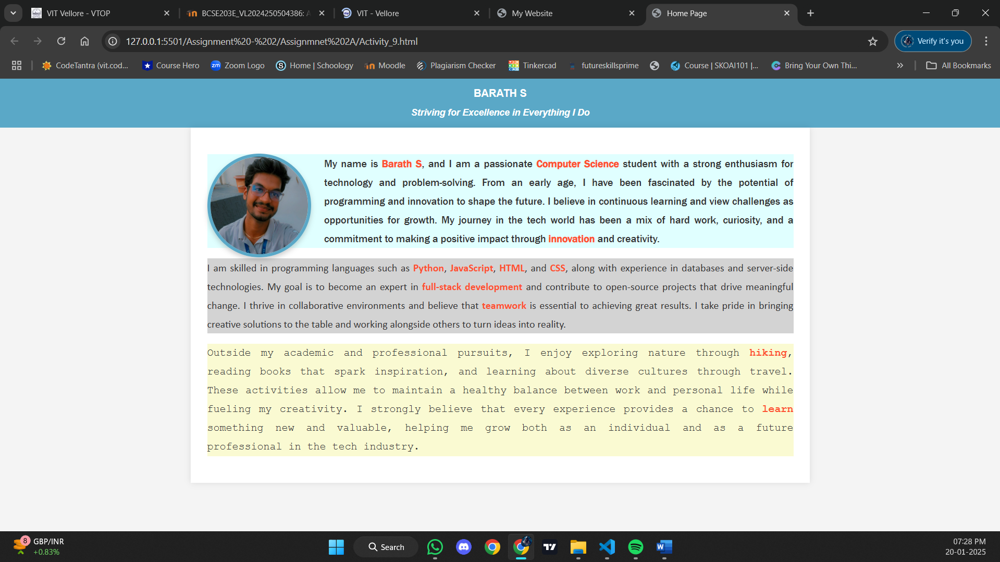 VIT Vellore - VTOP
BCSE203E_VL2024250504386: A
VIT - Vellore
My Website
Home Page
127.0.0.1:5501/Assignment%20-%202/Assignmnet%202A/Activity_9.html
Verify it's you
CodeTantra (vit.cod...
Course Hero
zm Zoom Logo
S Home | Schoology
Moodle
Plagiarism Checker
TIN KER CAD Tinkercad
futureskillsprime
Course | SKOAI101 |...
Bring Your Own Thi...
All Bookmarks
BARATH S
Striving for Excellence in Everything I Do
My name is Barath S, and I am a passionate Computer Science student with a strong enthusiasm for
technology and problem-solving. From an early age, I have been fascinated by the potential of
programming and innovation to shape the future. I believe in continuous learning and view challenges as
opportunities for growth. My journey in the tech world has been a mix of hard work, curiosity, and a
commitment to making a positive impact through innovation and creativity.
I am skilled in programming languages such as Python, JavaScript, HTML, and CSS, along with experience in databases and server-side
technologies. My goal is to become an expert in full-stack development and contribute to open-source projects that drive meaningful
change. I thrive in collaborative environments and believe that teamwork is essential to achieving great results. I take pride in bringing
creative solutions to the table and working alongside others to turn ideas into reality.
Outside my academic and professional pursuits, I enjoy exploring nature through hiking,
reading books that spark inspiration, and learning about diverse cultures through travel.
These activities allow me to maintain a healthy balance between work and personal life while
fueling my creativity. I strongly believe that every experience provides a chance to learn
something new and valuable, helping me grow both as an individual and as a future
professional in the tech industry.
8
GBP/INR
+0.83%
Search
W
07:28 PM
20-01-2025